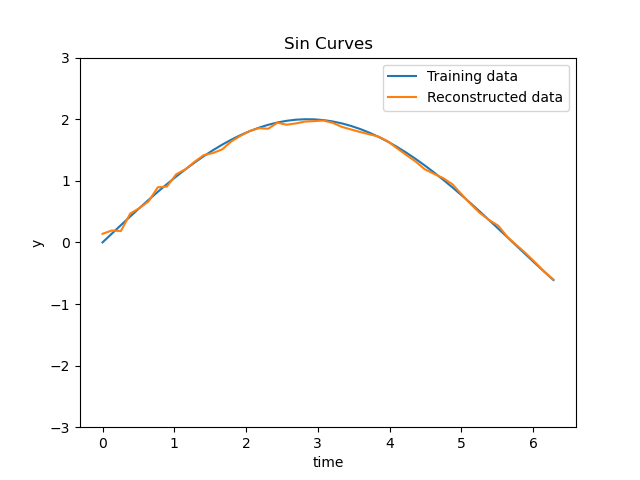 Sin Curves
Training data
Reconstructed data
3
2
1
0
−1
−2
−3
y
0 1 2 3 4 5 6
time